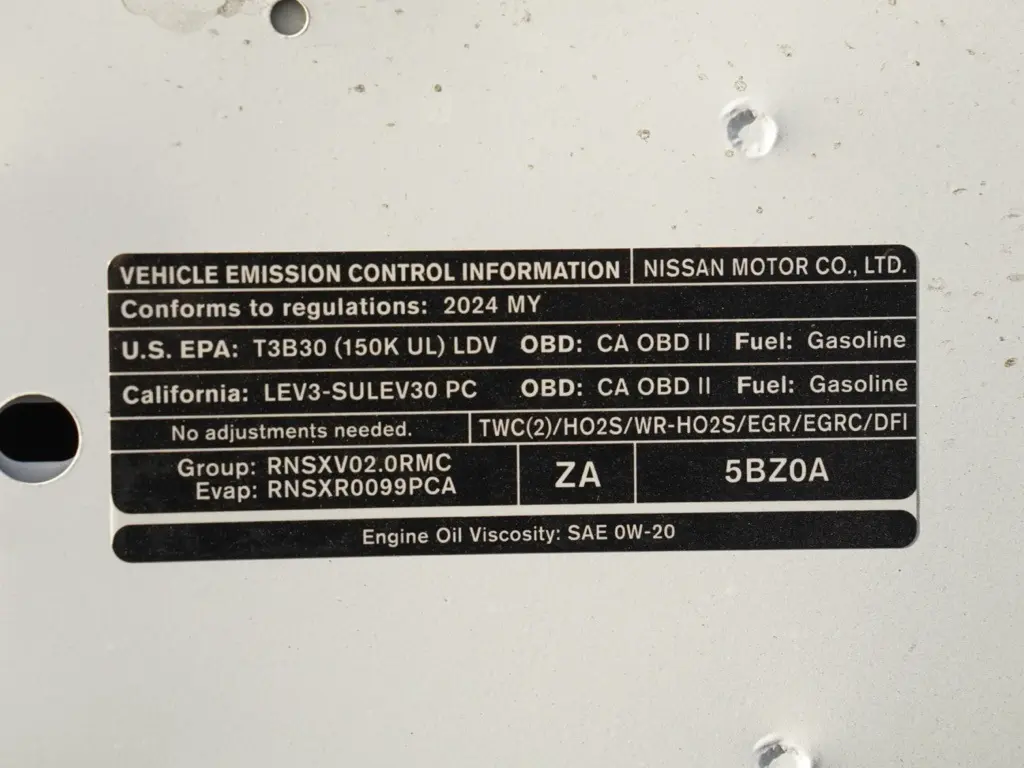 VEHICLE EMISSION CONTROL INFORMATION NISSAN MOTOR CO., LTD.
Conforms to regulations: 2024 MY
U.S. EPA: T3B30 (150K UL) LDV OBD: CA OBD II Fuel: Gasoline
California: LEV3-SULEV30 PC OBD: CA OBD II Fuel: Gasoline
No adjustments needed. TWC(2)/HO2S/WR-HO2S/EGR/EGRC/DFI
Group: RNSXV02.0RMC
Evap: RNSXR0099PCA
ZA
5BZ0A
Engine Oil Viscosity: SAE 0W-20